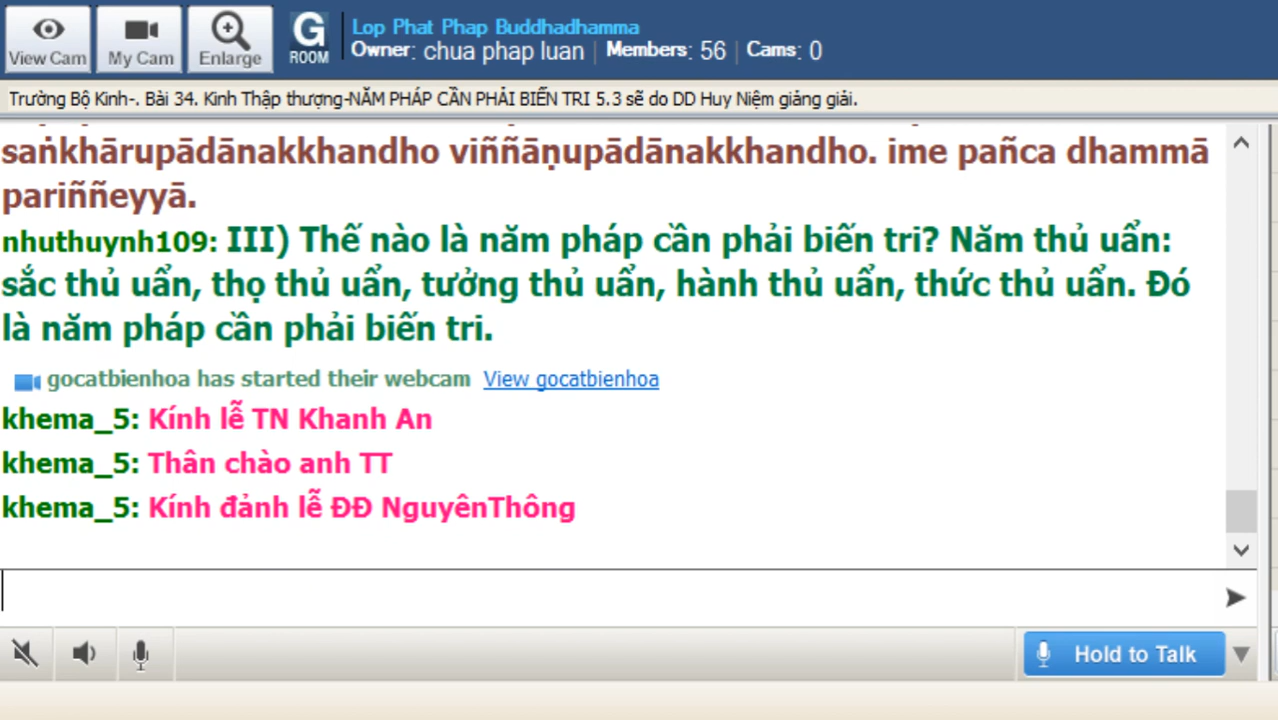 View Cam
My Cam
Enlarge
G ROOM
Lop Phat Phap Buddhadhamma
Owner: chua phap luan | Members: 56 | Cams: 0
Trường Bộ Kinh-. Bài 34. Kinh Thập thượng-NĂM PHÁP CẦN PHẢI BIẾN TRI 5.3 sẽ do DD Huy Niệm giảng giải.
saṅkhārupādānakkhandho viññāṇupādānakkhandho. ime pañca dhammā
pariññeyyā.
nhuthuynh109: III) Thế nào là năm pháp cần phải biến tri? Năm thủ uẩn:
sắc thủ uẩn, thọ thủ uẩn, tưởng thủ uẩn, hành thủ uẩn, thức thủ uẩn. Đó
là năm pháp cần phải biến tri.
gocatbienhoa has started their webcam View gocatbienhoa
khema_5: Kính lễ TN Khanh An
khema_5: Thân chào anh TT
khema_5: Kính đảnh lễ ĐĐ NguyênThông
Hold to Talk